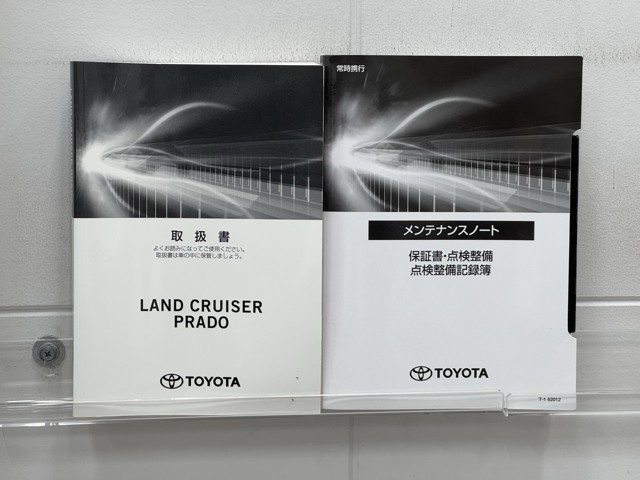 取扱書
よくお読みになってご使用ください。
取扱書は車の中に保管しましょう。
LAND CRUISER
PRADO
TOYOTA
常時携行
メンテナンスノート
保証書・点検整備
点検整備記録簿
TOYOTA
T-1 62012